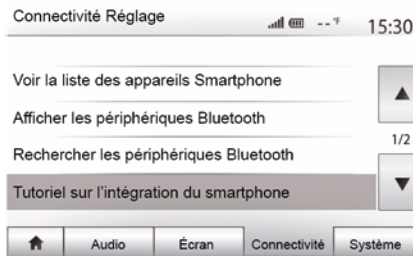 Connectivité Réglage
-- °F 15:30
Voir la liste des appareils Smartphone
Afficher les périphériques Bluetooth
Rechercher les périphériques Bluetooth
1/2
Tutoriel sur l'intégration du smartphone
Audio Écran Connectivité Système